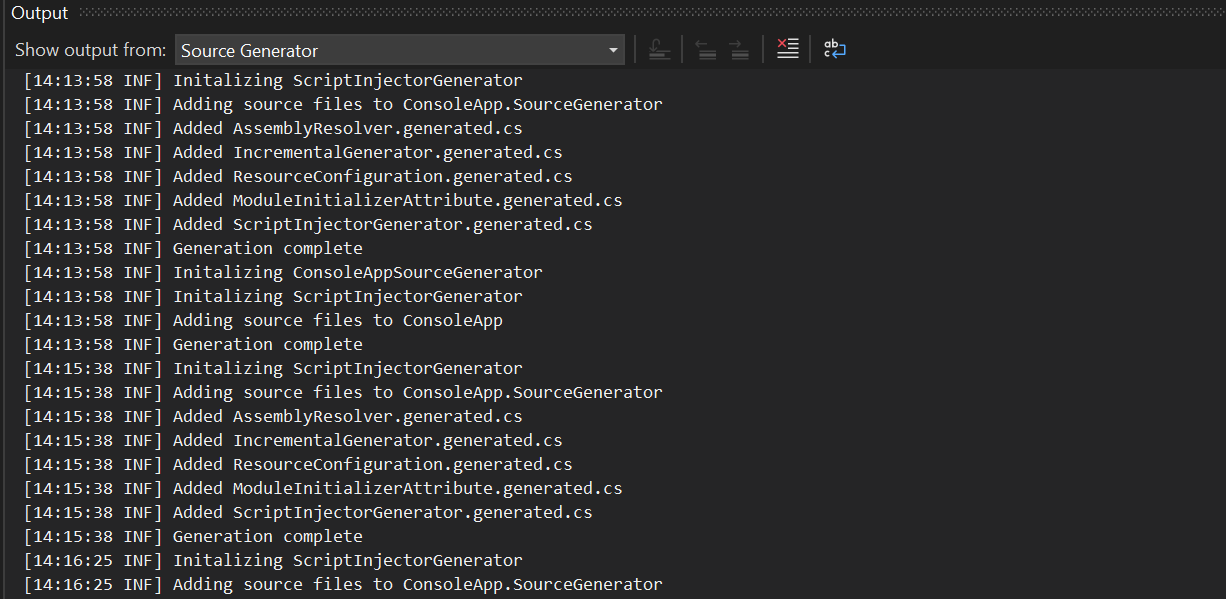 Output
Show output from: Source Generator
[14:13:58 INF] Initalizing ScriptInjectorGenerator
[14:13:58 INF] Adding source files to ConsoleApp.SourceGenerator
[14:13:58 INF] Added AssemblyResolver.generated.cs
[14:13:58 INF] Added IncrementalGenerator.generated.cs
[14:13:58 INF] Added ResourceConfiguration.generated.cs
[14:13:58 INF] Added ModuleInitializerAttribute.generated.cs
[14:13:58 INF] Added ScriptInjectorGenerator.generated.cs
[14:13:58 INF] Generation complete
[14:13:58 INF] Initalizing ConsoleAppSourceGenerator
[14:13:58 INF] Initalizing ScriptInjectorGenerator
[14:13:58 INF] Adding source files to ConsoleApp
[14:13:58 INF] Generation complete
[14:15:38 INF] Initalizing ScriptInjectorGenerator
[14:15:38 INF] Adding source files to ConsoleApp.SourceGenerator
[14:15:38 INF] Added AssemblyResolver.generated.cs
[14:15:38 INF] Added IncrementalGenerator.generated.cs
[14:15:38 INF] Added ResourceConfiguration.generated.cs
[14:15:38 INF] Added ModuleInitializerAttribute.generated.cs
[14:15:38 INF] Added ScriptInjectorGenerator.generated.cs
[14:15:38 INF] Generation complete
[14:16:25 INF] Initalizing ScriptInjectorGenerator
[14:16:25 INF] Adding source files to ConsoleApp.SourceGenerator